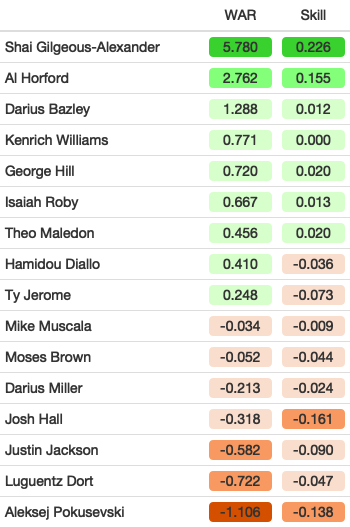 WAR Skill
Shai Gilgeous-Alexander 5.780 0.226
Al Horford 2.762 0.155
Darius Bazley 1.288 0.012
Kenrich Williams 0.771 0.000
George Hill 0.720 0.020
Isaiah Roby 0.667 0.013
Theo Maledon 0.456 0.020
Hamidou Diallo 0.410 -0.036
Ty Jerome 0.248 -0.073
Mike Muscala -0.034 -0.009
Moses Brown -0.052 -0.044
Darius Miller -0.213 -0.024
Josh Hall -0.318 -0.161
Justin Jackson -0.582 -0.090
Luguentz Dort -0.722 -0.047
Aleksej Pokusevski -1.106 -0.138